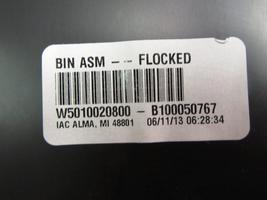 BIN ASM - - FLOCKED
W5010020800 - B100050767
IAC ALMA, MI 48801 06/11/13 06:28:34